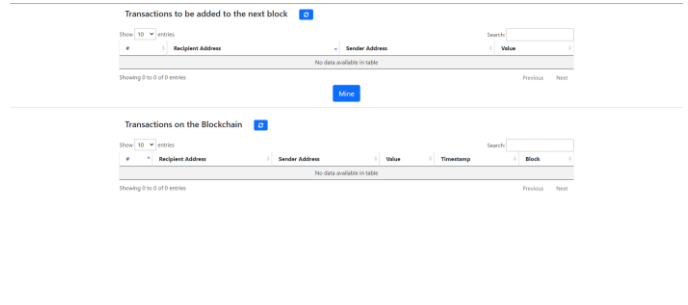 Transactions to be added to the next block
Show 10 entries Search:
# Recipient Address Sender Address Value
No data available in table
Showing 0 to 0 of 0 entries Previous Next
Mine
Transactions on the Blockchain
Show 10 entries Search:
# Recipient Address Sender Address Value Timestamp Block
No data available in table
Showing 0 to 0 of 0 entries Previous Next